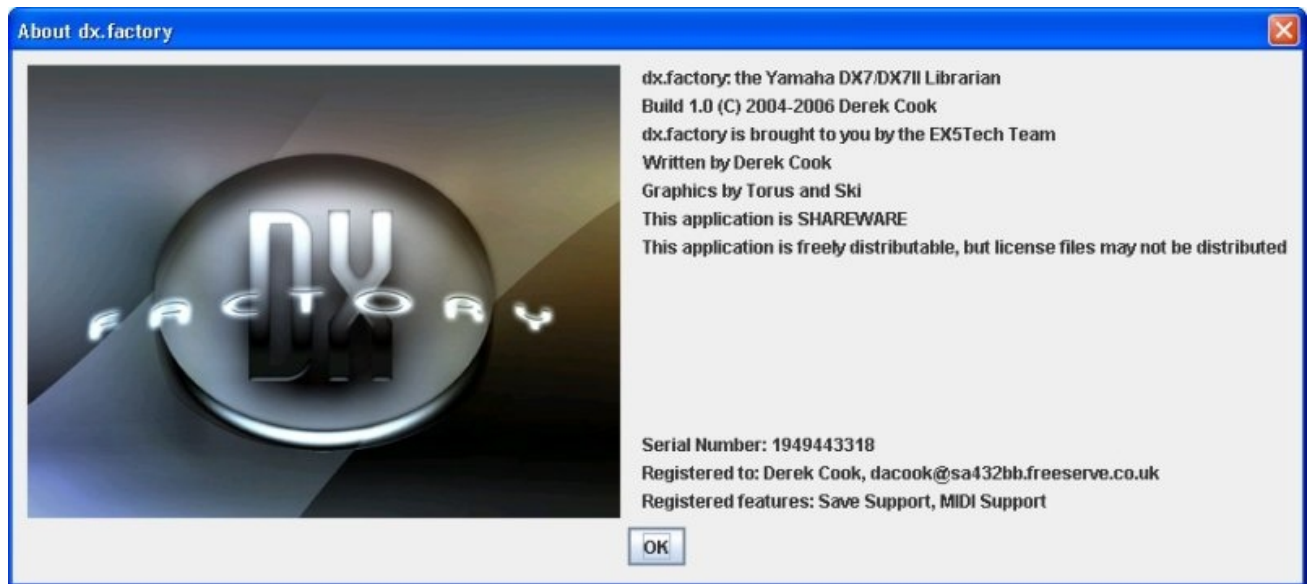 About dx.factory
DX
FACTORY
dx.factory: the Yamaha DX7/DX7II Librarian
Build 1.0 (C) 2004-2006 Derek Cook
dx.factory is brought to you by the EX5Tech Team
Written by Derek Cook
Graphics by Torus and Ski
This application is SHAREWARE
This application is freely distributable, but license files may not be distributed
Serial Number: 1949443318
Registered to: Derek Cook, dacook@sa432bb.freeserve.co.uk
Registered features: Save Support, MIDI Support
OK